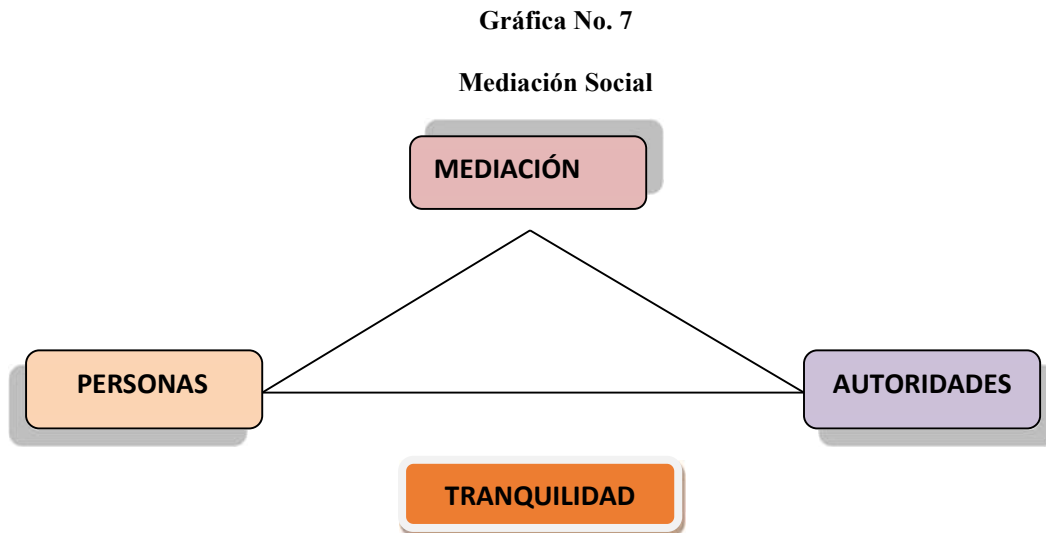 Gráfica No. 7
Mediación Social
MEDIACIÓN
PERSONAS
AUTORIDADES
TRANQUILIDAD